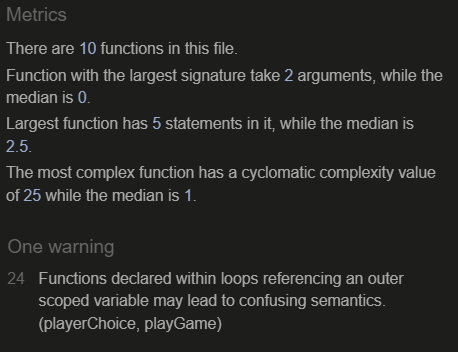 Metrics
There are 10 functions in this file.
Function with the largest signature take 2 arguments, while the
median is 0.
Largest function has 5 statements in it, while the median is
2.5.
The most complex function has a cyclomatic complexity value
of 25 while the median is 1.
One warning
24 Functions declared within loops referencing an outer
scoped variable may lead to confusing semantics.
(playerChoice, playGame)